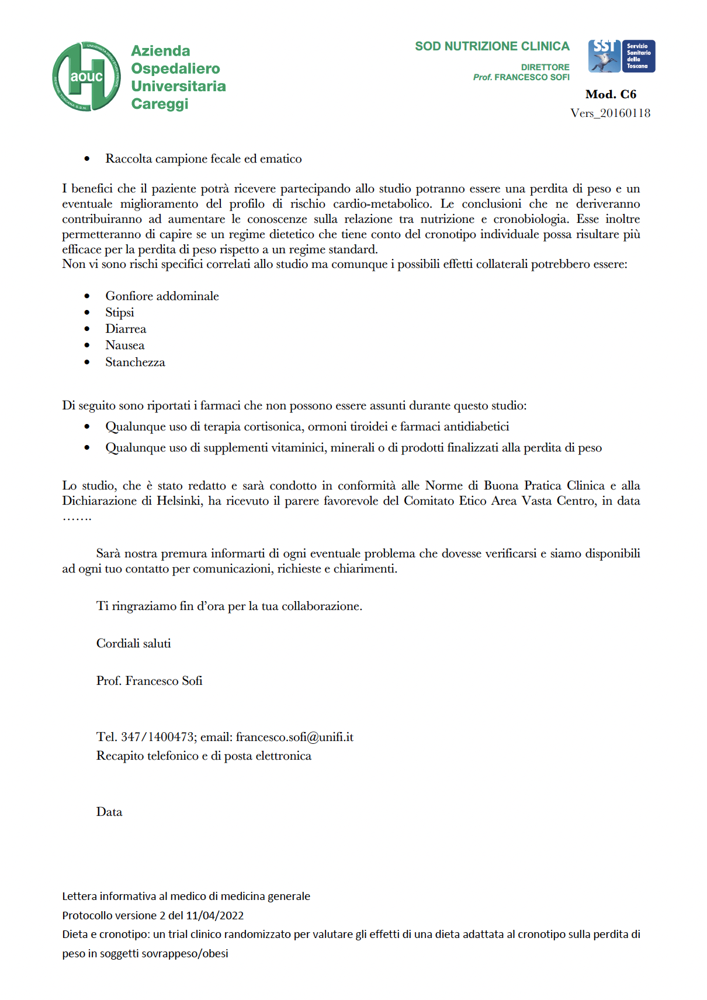 UNIVERSITÀ DEGLI STUDI FIRENZE
aouc
REGIONE TOSCANA S.S.N.
Azienda
Ospedaliero
Universitaria
Careggi
SOD NUTRIZIONE CLINICA
DIRETTORE
Prof. FRANCESCO SOFI
SST
Servizio
Sanitario
della
Toscana
Mod. C6
Vers_20160118
• Raccolta campione fecale ed ematico
I benefici che il paziente potrà ricevere partecipando allo studio potranno essere una perdita di peso e un
eventuale miglioramento del profilo di rischio cardio-metabolico. Le conclusioni che ne deriveranno
contribuiranno ad aumentare le conoscenze sulla relazione tra nutrizione e cronobiologia. Esse inoltre
permetteranno di capire se un regime dietetico che tiene conto del cronotipo individuale possa risultare più
efficace per la perdita di peso rispetto a un regime standard.
Non vi sono rischi specifici correlati allo studio ma comunque i possibili effetti collaterali potrebbero essere:
• Gonfiore addominale
• Stipsi
• Diarrea
• Nausea
• Stanchezza
Di seguito sono riportati i farmaci che non possono essere assunti durante questo studio:
• Qualunque uso di terapia cortisonica, ormoni tiroidei e farmaci antidiabetici
• Qualunque uso di supplementi vitaminici, minerali o di prodotti finalizzati alla perdita di peso
Lo studio, che è stato redatto e sarà condotto in conformità alle Norme di Buona Pratica Clinica e alla
Dichiarazione di Helsinki, ha ricevuto il parere favorevole del Comitato Etico Area Vasta Centro, in data
…….
Sarà nostra premura informarti di ogni eventuale problema che dovesse verificarsi e siamo disponibili
ad ogni tuo contatto per comunicazioni, richieste e chiarimenti.
Ti ringraziamo fin d’ora per la tua collaborazione.
Cordiali saluti
Prof. Francesco Sofi
Tel. 347/1400473; email: francesco.sofi@unifi.it
Recapito telefonico e di posta elettronica
Data
Lettera informativa al medico di medicina generale
Protocollo versione 2 del 11/04/2022
Dieta e cronotipo: un trial clinico randomizzato per valutare gli effetti di una dieta adattata al cronotipo sulla perdita di
peso in soggetti sovrappeso/obesi